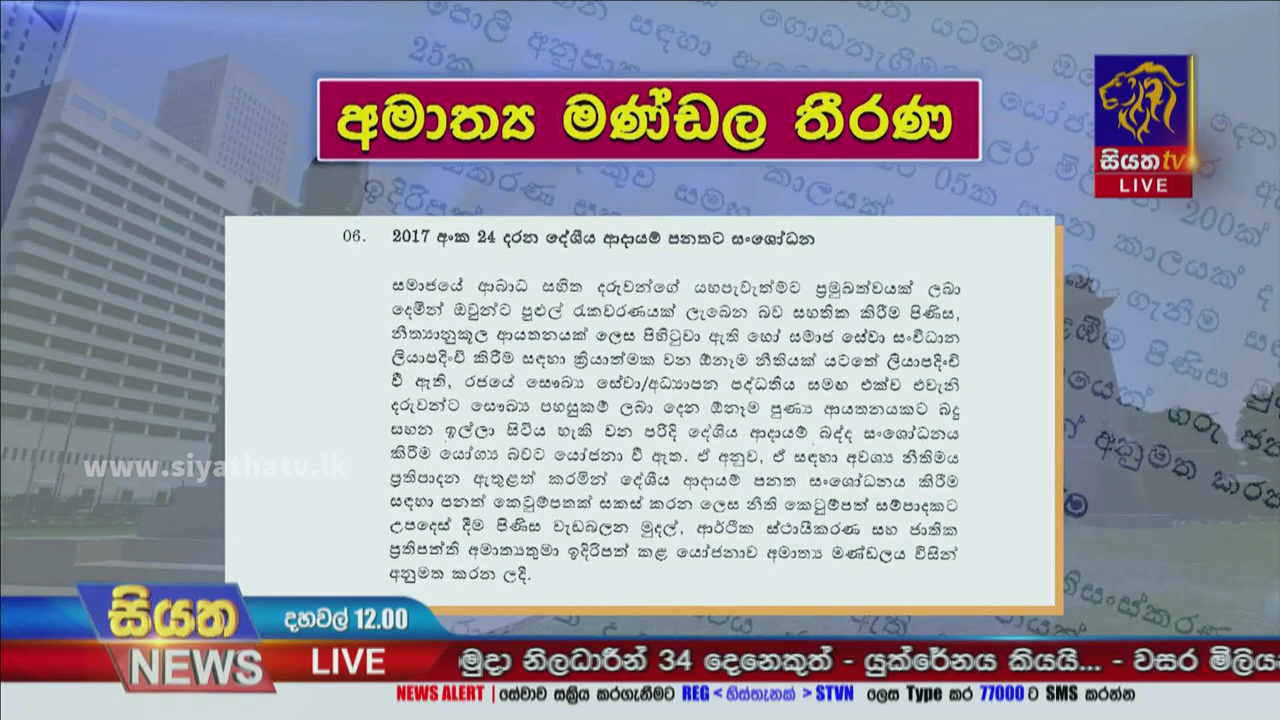 අමාත්‍ය මණ්ඩල තීරණ
සියත tv
LIVE
06. 2017 අංක 24 දරන දේශීය ආදායම් පනතට සංශෝධන
සමාජයේ ආබාධ සහිත දරුවන්ගේ යහපැවැත්මට ප්‍රමුඛත්වයක් ලබා
දෙමින් ඔවුන්ට පුළුල් රැකවරණයක් ලැබෙන බව සහතික කිරීම පිණිස,
නීත්‍යානුකූල ආයතනයක් ලෙස පිහිටුවා ඇති හෝ සමාජ සේවා සංවිධාන
ලියාපදිංචි කිරීම සඳහා ක්‍රියාත්මක වන ඕනෑම නීතියක් යටතේ ලියාපදිංචි
වී ඇති, රජයේ සෞඛ්‍ය සේවා/අධ්‍යාපන පද්ධතිය සමඟ එක්ව එවැනි
දරුවන්ට සෞඛ්‍ය පහසුකම් ලබා දෙන ඕනෑම පුණ්‍ය ආයතනයකට බදු
සහන ඉල්ලා සිටිය හැකි වන පරිදි දේශීය ආදායම් බද්ද සංශෝධනය
කිරීම යෝග්‍ය බවට යෝජනා වී ඇත. ඒ අනුව, ඒ සඳහා අවශ්‍ය නීතිමය
ප්‍රතිපාදන ඇතුළත් කරමින් දේශීය ආදායම් පනත සංශෝධනය කිරීම
සඳහා පනත් කෙටුම්පතක් සකස් කරන ලෙස නීති කෙටුම්පත් සම්පාදකට
උපදෙස් දීම පිණිස වැඩබලන මුදල්, ආර්ථික ස්ථායීකරණ සහ ජාතික
ප්‍රතිපත්ති අමාත්‍යතුමා ඉදිරිපත් කළ යෝජනාව අමාත්‍ය මණ්ඩලය විසින්
අනුමත කරන ලදී.
www.siyathatv.lk
සියත දහවල් 12.00
NEWS LIVE මුදා නිලධාරීන් 34 දෙනෙකුත් - යුක්රේනය කියයි... - වසර
NEWS ALERT | සේවාව සක්‍රිය කරගැනීමට REG < හිස්තැනක් > STVN ලෙස Type කර 77000 ට SMS කරන්න